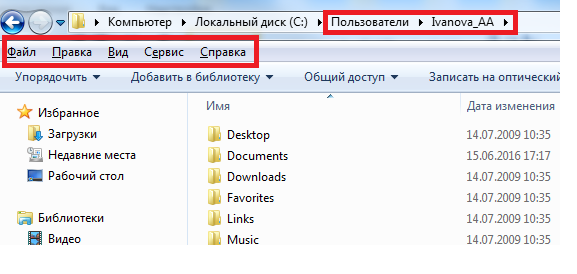 Компьютер Локальный диск (C:) Пользователи Ivanova_AA
Файл Правка Вид Сервис Справка
Упорядочить Добавить в библиотеку Общий доступ Записать на оптический
Имя Дата изменения
Избранное
Загрузки
Недавние места
Рабочий стол
Библиотеки
Видео
Desktop 14.07.2009 10:35
Documents 15.06.2016 17:17
Downloads 14.07.2009 10:35
Favorites 14.07.2009 10:35
Links 14.07.2009 10:35
Music 14.07.2009 10:35